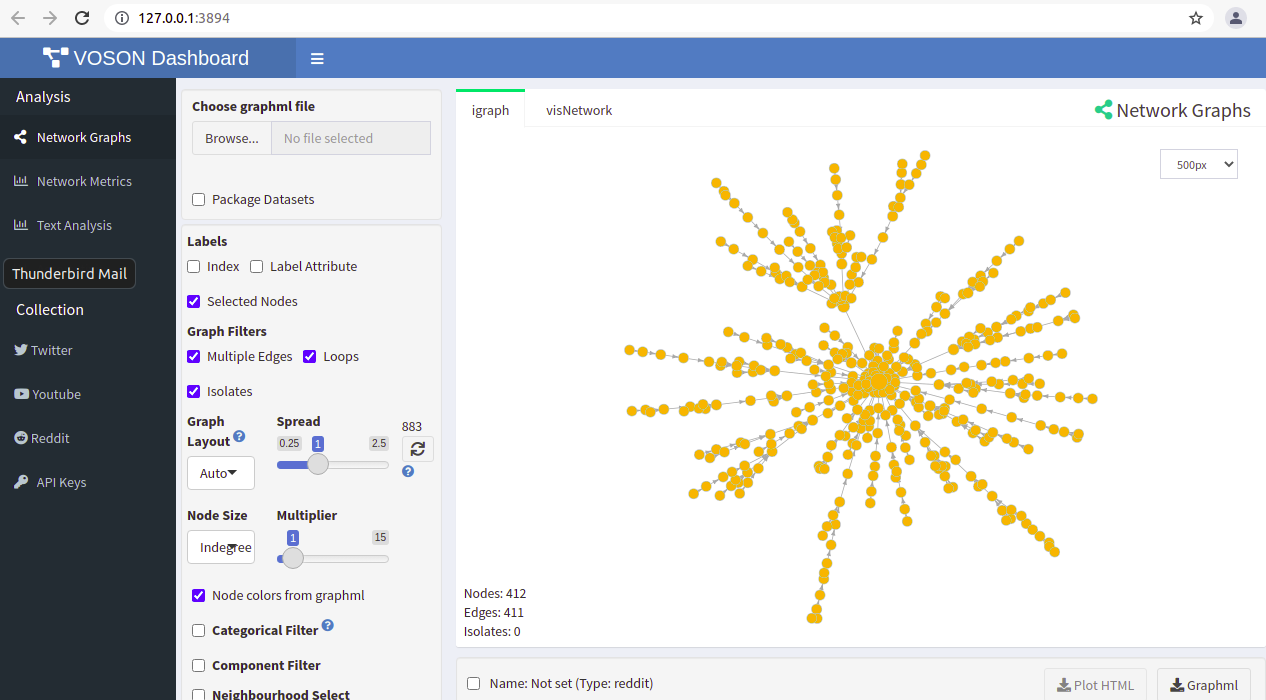 127.0.0.1:3894
VOSON Dashboard
Analysis
Network Graphs
Network Metrics
Text Analysis
Thunderbird Mail
Collection
Twitter
Youtube
Reddit
API Keys
Choose graphml file
Browse... No file selected
Package Datasets
Labels
Index Label Attribute
Selected Nodes
Graph Filters
Multiple Edges Loops
Isolates
Graph Layout ?
Auto
Spread
0.25 1 2.5
883
?
Node Size
Indegree
Multiplier
1 15
Node colors from graphml
Categorical Filter ?
Component Filter
Neighbourhood Select
igraph visNetwork
Network Graphs
500px
Nodes: 412
Edges: 411
Isolates: 0
Name: Not set (Type: reddit)
Plot HTML
Graphml